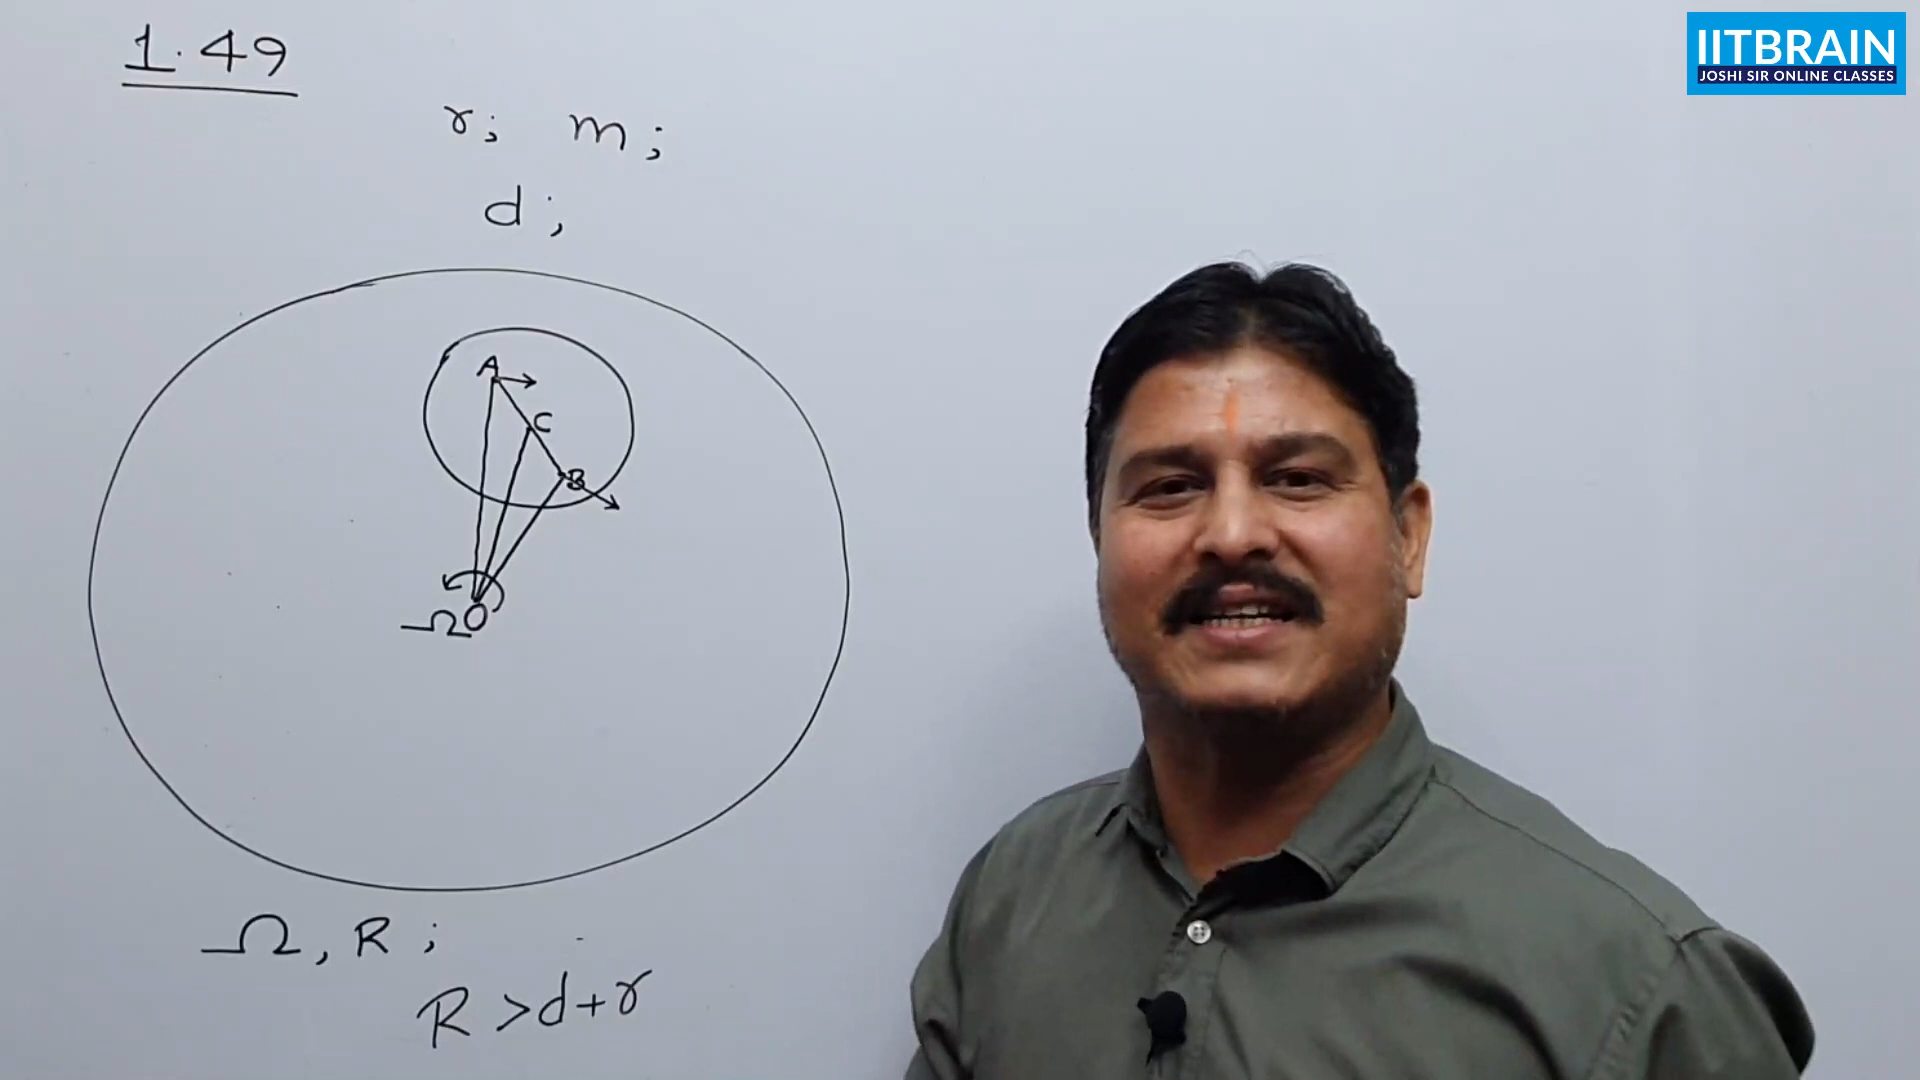 1.49
r; m;
d;
A
C
B
Ω O
Ω, R;
R > d+r
IITBRAIN
JOSHI SIR ONLINE CLASSES